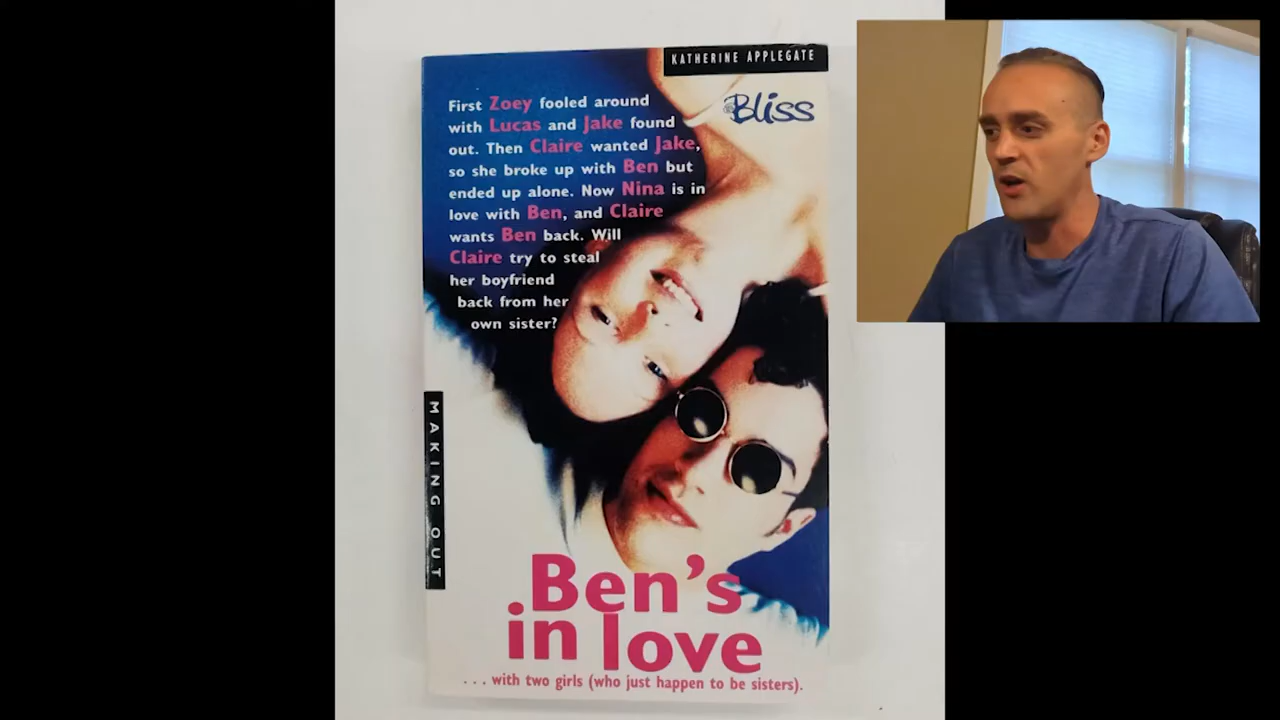 KATHERINE APPLEGATE
Bliss
First Zoey fooled around
with Lucas and Jake found
out. Then Claire wanted Jake,
so she broke up with Ben but
ended up alone. Now Nina is in
love with Ben, and Claire
wants Ben back. Will
Claire try to steal
her boyfriend
back from her
own sister?
MAKING OUT
Ben's
in love
. . . with two girls (who just happen to be sisters).